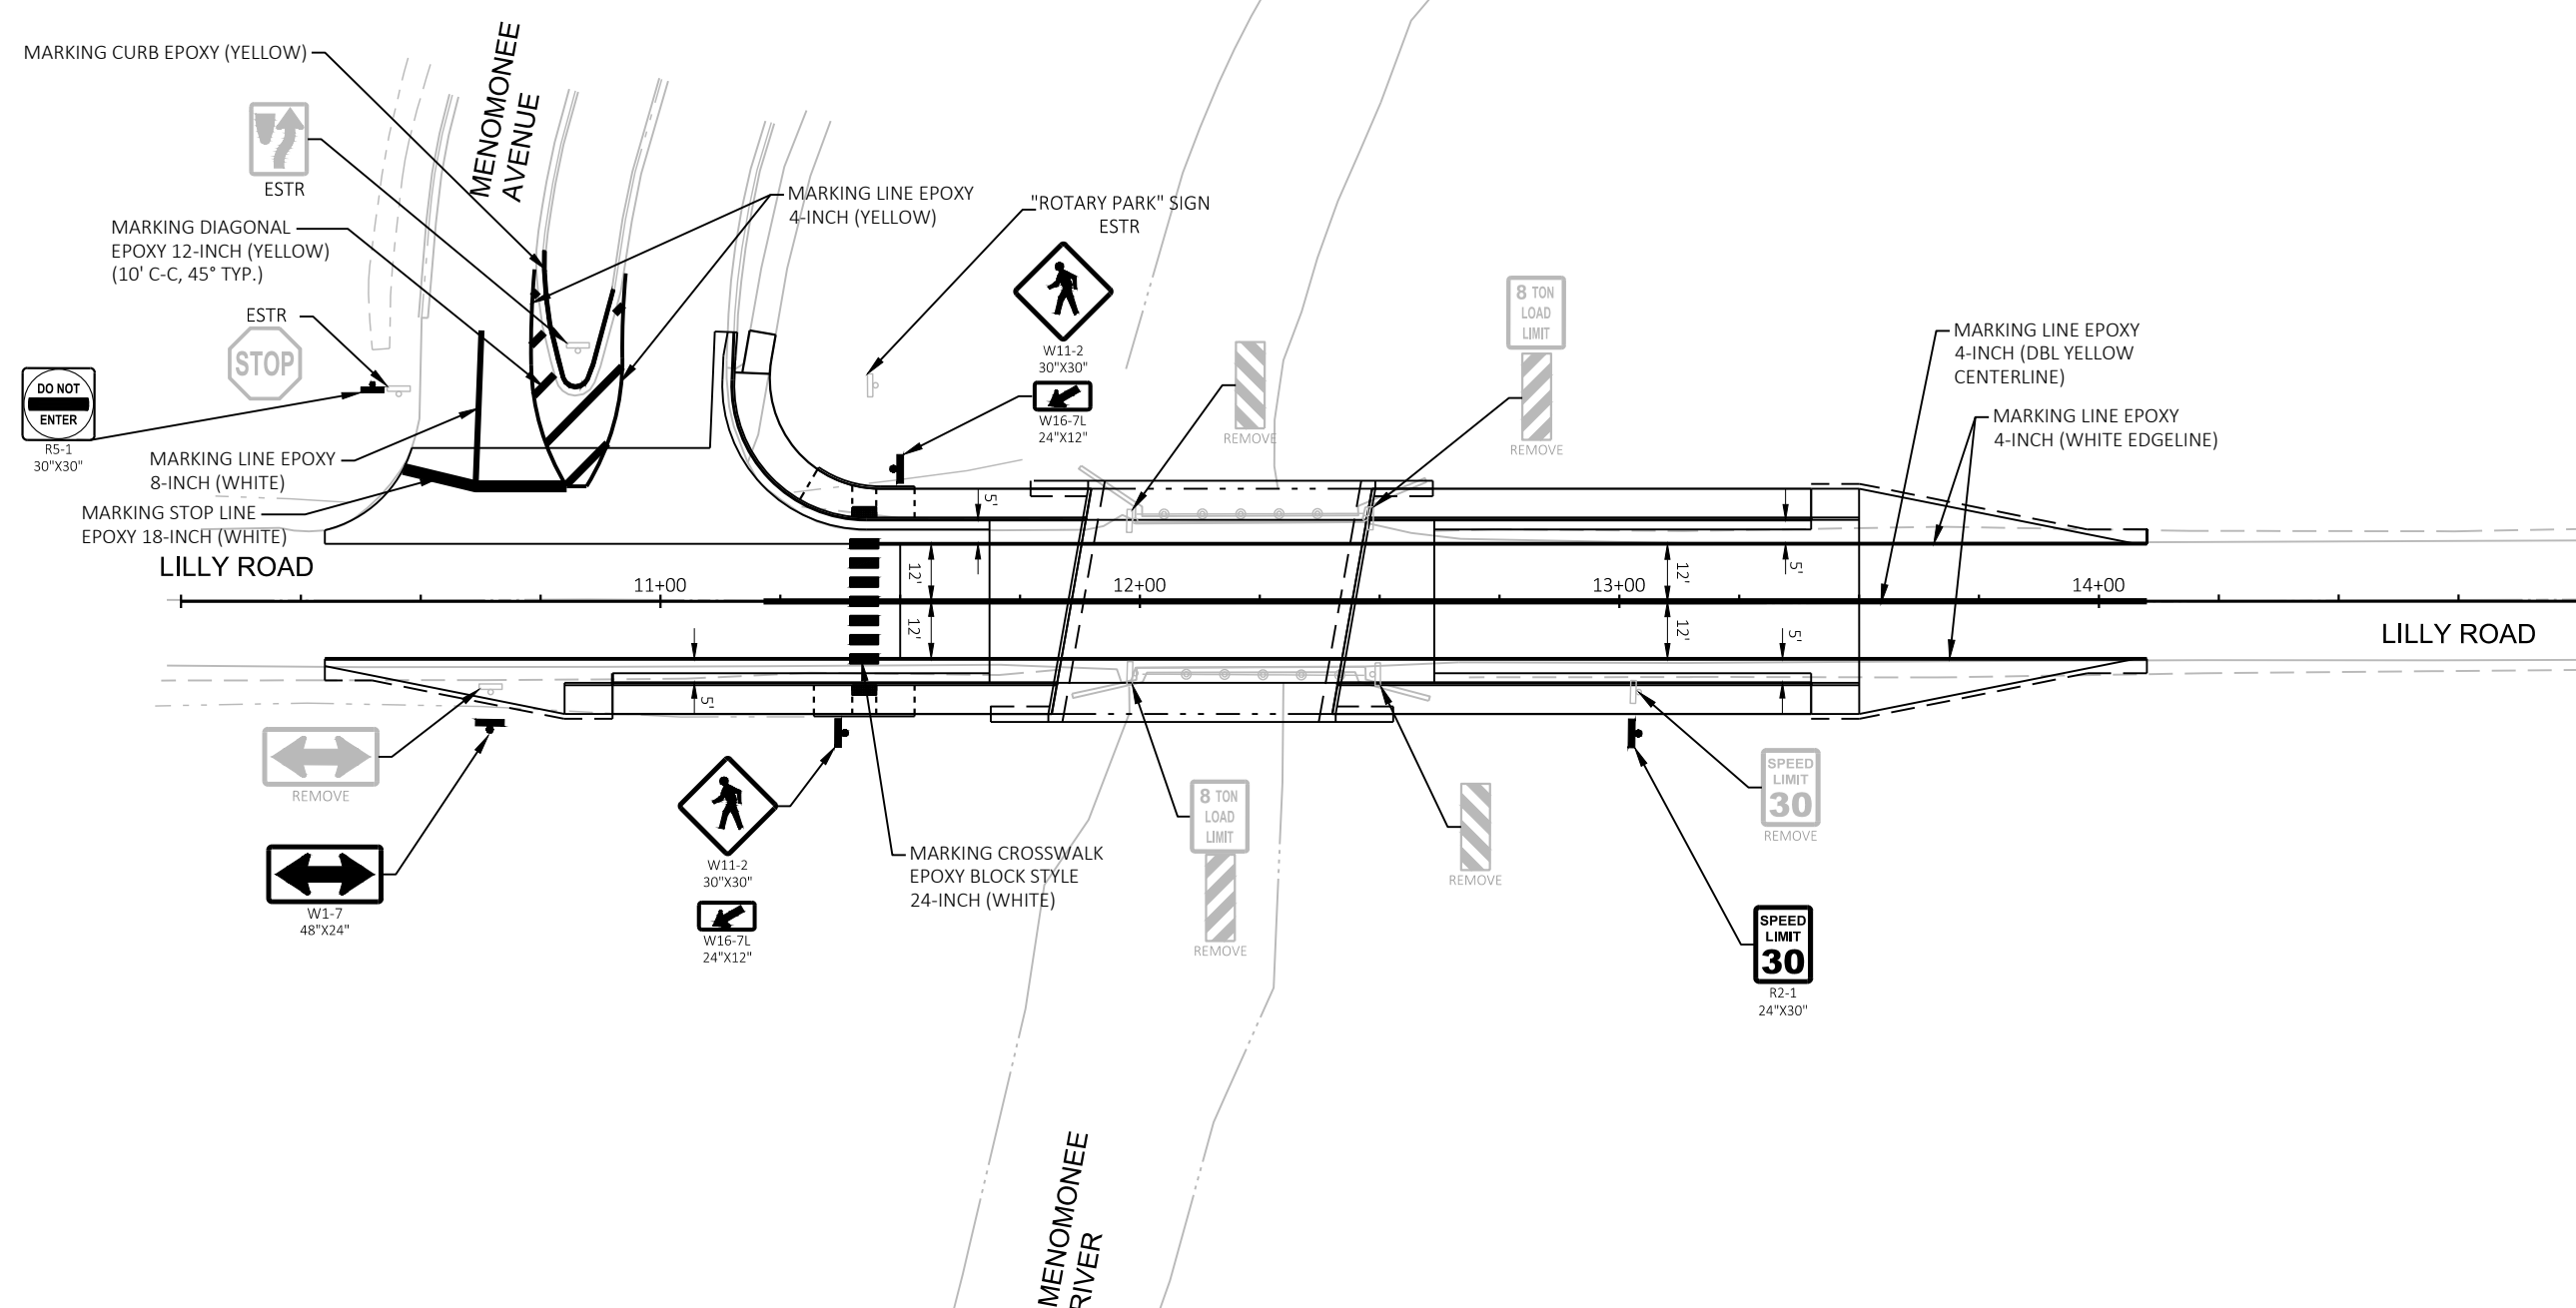 MARKING CURB EPOXY (YELLOW)
MENOMONEE
AVENUE
ESTR
MARKING DIAGONAL
EPOXY 12-INCH (YELLOW)
(10' C-C, 45° TYP.)
MARKING LINE EPOXY
4-INCH (YELLOW)
"ROTARY PARK" SIGN
ESTR
ESTR
STOP
DO NOT
ENTER
R5-1
30"X30"
MARKING LINE EPOXY
8-INCH (WHITE)
MARKING STOP LINE
EPOXY 18-INCH (WHITE)
LILLY ROAD
W11-2
30"X30"
W16-7L
24"X12"
REMOVE
8 TON
LOAD
LIMIT
REMOVE
MARKING LINE EPOXY
4-INCH (DBL YELLOW
CENTERLINE)
MARKING LINE EPOXY
4-INCH (WHITE EDGELINE)
5'
12'
12'
5'
11+00
12+00
13+00
14+00
12'
12'
5'
5'
LILLY ROAD
REMOVE
W1-7
48"X24"
W11-2
30"X30"
W16-7L
24"X12"
MARKING CROSSWALK
EPOXY BLOCK STYLE
24-INCH (WHITE)
8 TON
LOAD
LIMIT
REMOVE
REMOVE
SPEED
LIMIT
30
REMOVE
SPEED
LIMIT
30
R2-1
24"X30"
MENOMONEE
RIVER